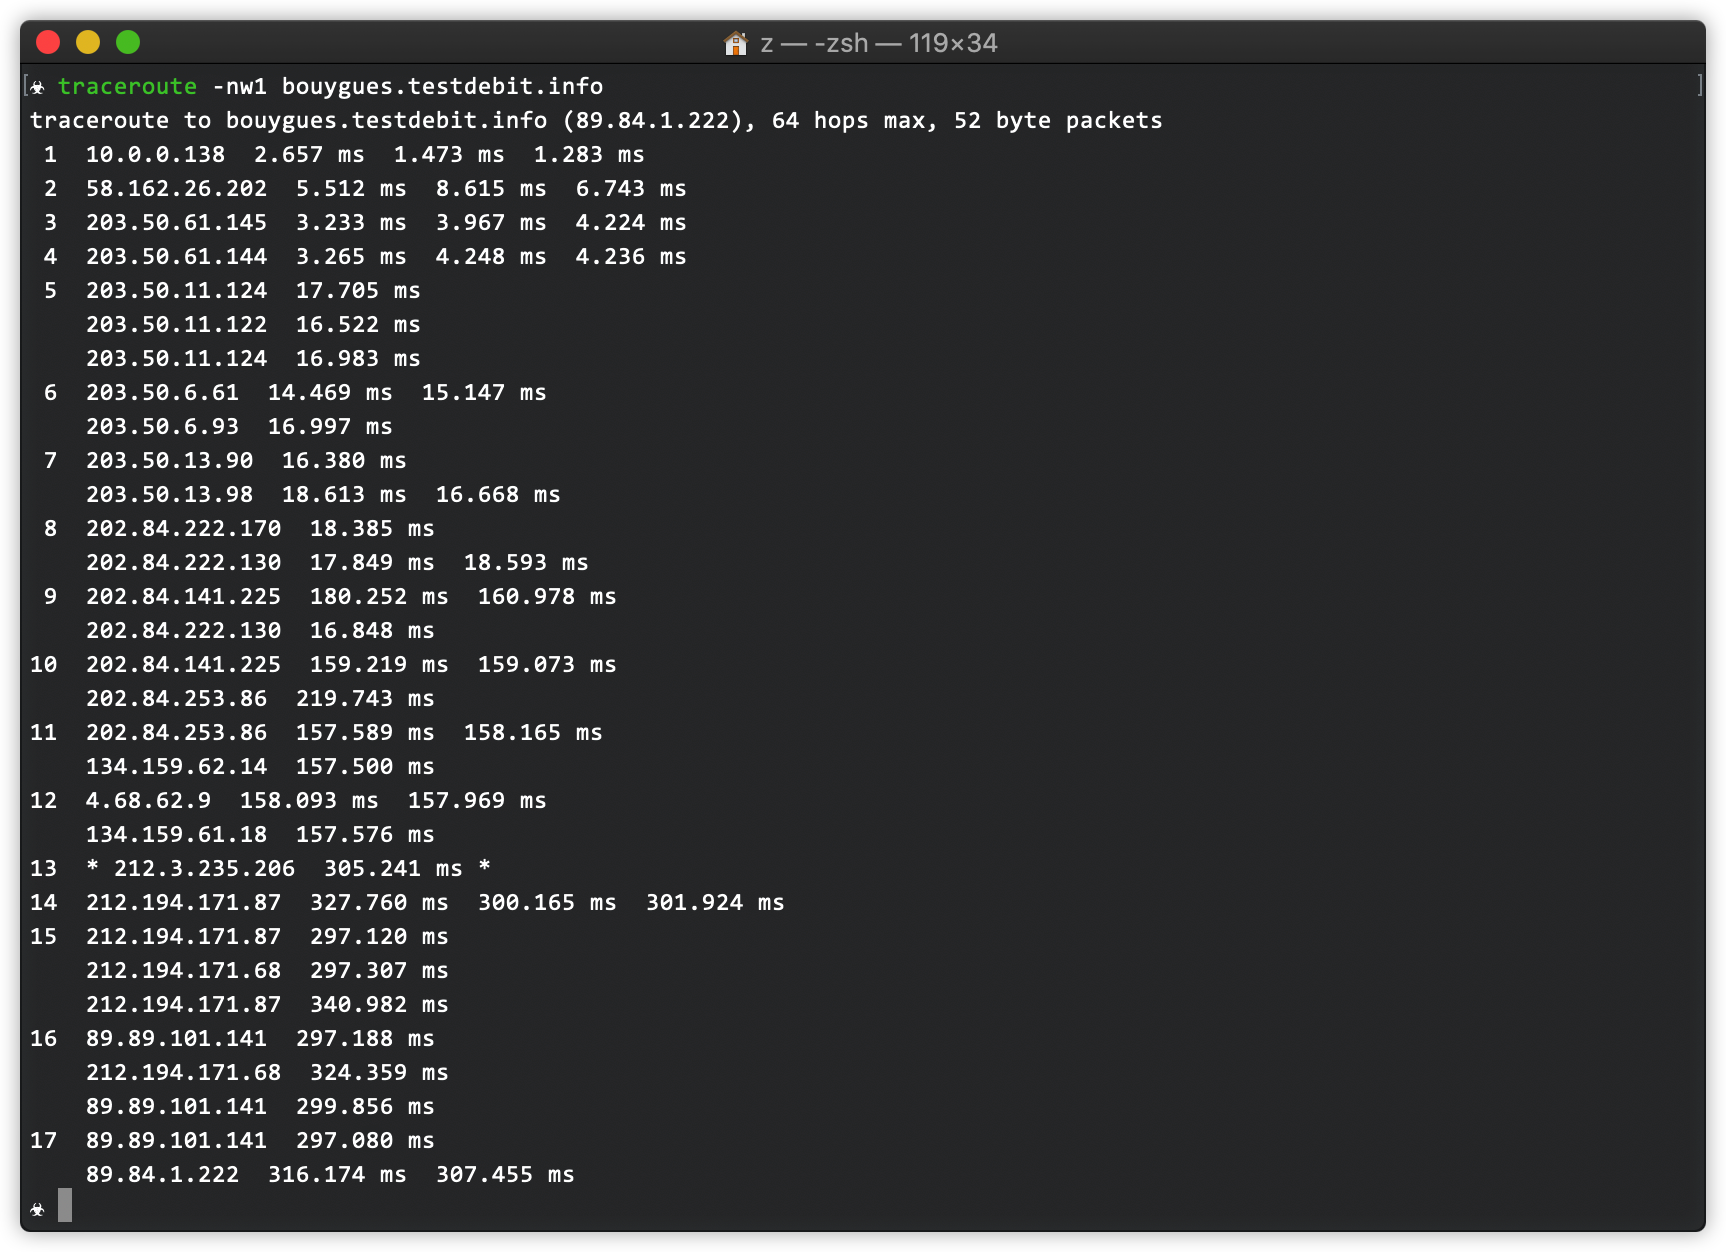 z — -zsh — 119×34
[☣ traceroute -nw1 bouygues.testdebit.info ]
traceroute to bouygues.testdebit.info (89.84.1.222), 64 hops max, 52 byte packets
 1  10.0.0.138  2.657 ms  1.473 ms  1.283 ms
 2  58.162.26.202  5.512 ms  8.615 ms  6.743 ms
 3  203.50.61.145  3.233 ms  3.967 ms  4.224 ms
 4  203.50.61.144  3.265 ms  4.248 ms  4.236 ms
 5  203.50.11.124  17.705 ms
    203.50.11.122  16.522 ms
    203.50.11.124  16.983 ms
 6  203.50.6.61  14.469 ms  15.147 ms
    203.50.6.93  16.997 ms
 7  203.50.13.90  16.380 ms
    203.50.13.98  18.613 ms  16.668 ms
 8  202.84.222.170  18.385 ms
    202.84.222.130  17.849 ms  18.593 ms
 9  202.84.141.225  180.252 ms  160.978 ms
    202.84.222.130  16.848 ms
10  202.84.141.225  159.219 ms  159.073 ms
    202.84.253.86  219.743 ms
11  202.84.253.86  157.589 ms  158.165 ms
    134.159.62.14  157.500 ms
12  4.68.62.9  158.093 ms  157.969 ms
    134.159.61.18  157.576 ms
13  * 212.3.235.206  305.241 ms *
14  212.194.171.87  327.760 ms  300.165 ms  301.924 ms
15  212.194.171.87  297.120 ms
    212.194.171.68  297.307 ms
    212.194.171.87  340.982 ms
16  89.89.101.141  297.188 ms
    212.194.171.68  324.359 ms
    89.89.101.141  299.856 ms
17  89.89.101.141  297.080 ms
    89.84.1.222  316.174 ms  307.455 ms
☣